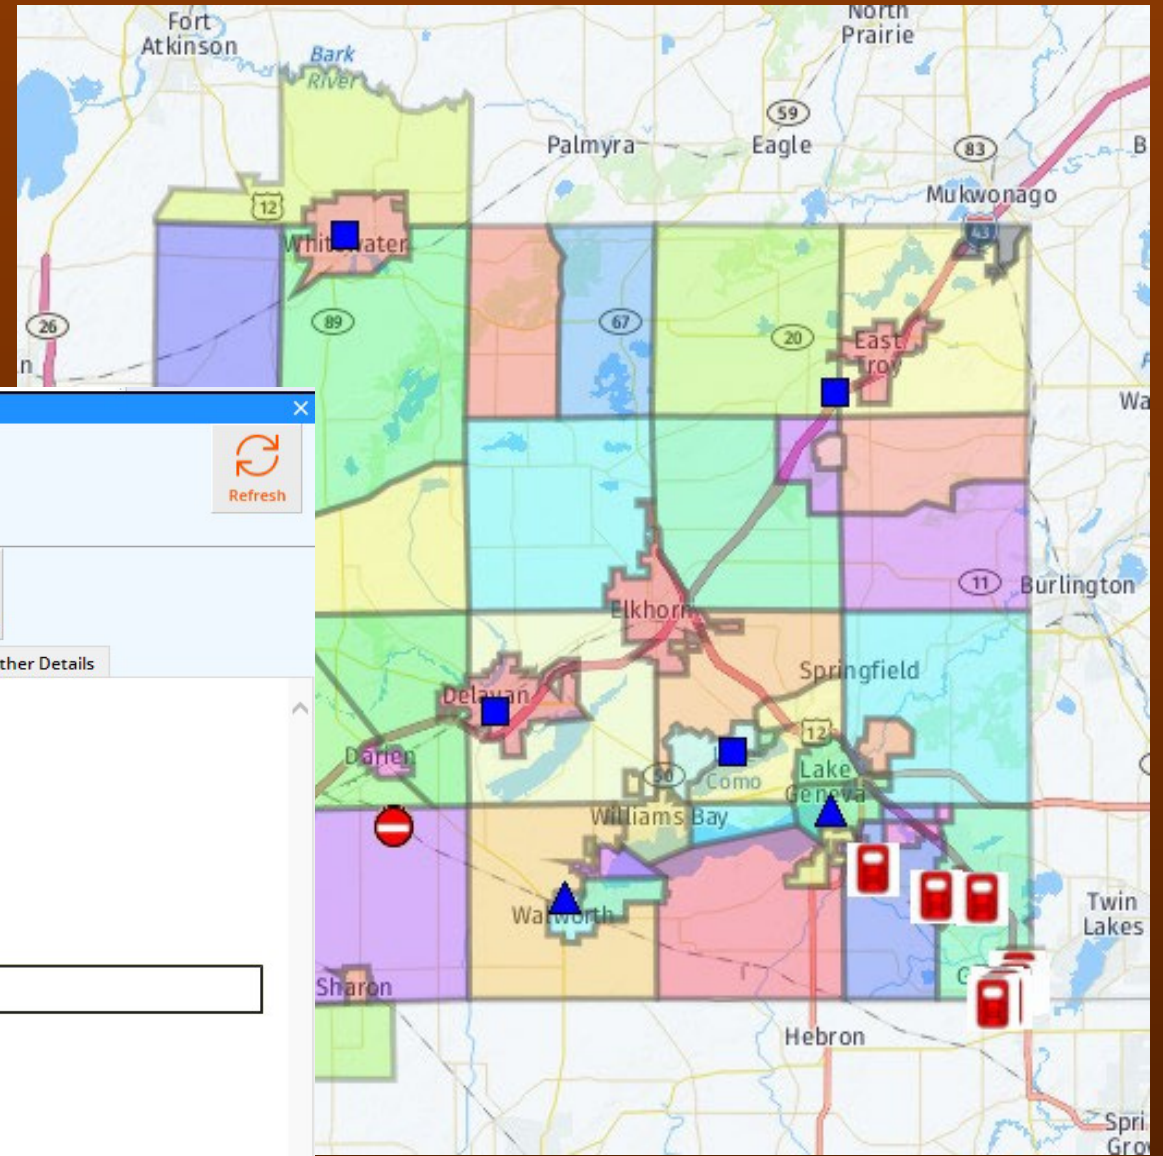 Fort
Atkinson
North
Prairie
Bark
River
59
Palmyra
Eagle
83
B
Mukwonago
12
43
Whitewater
26
89
67
20
East
Troy
n
Wa
Refresh
11
Burlington
Elkhorn
ther Details
Springfield
Delavan
12
Darien
50
Como
Lake
Geneva
Williams Bay
Walworth
Twin
Lakes
Sharon
G
Hebron
Spri
Gro